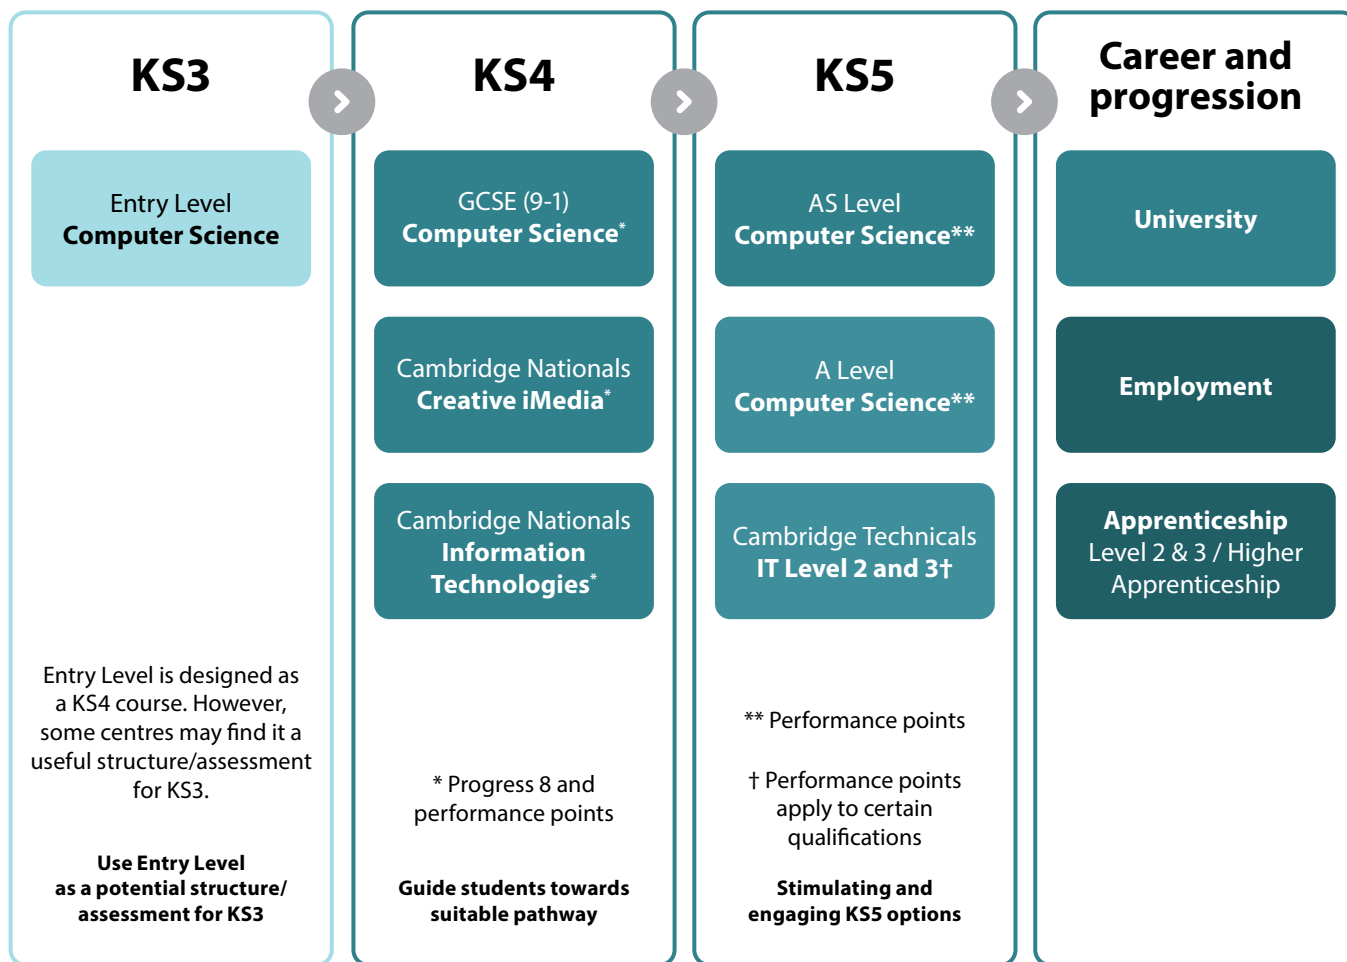 KS3
Entry Level
Computer Science
Entry Level is designed as
a KS4 course. However,
some centres may find it a
useful structure/assessment
for KS3.
Use Entry Level
as a potential structure/
assessment for KS3
KS4
GCSE (9-1)
Computer Science*
Cambridge Nationals
Creative iMedia*
Cambridge Nationals
Information
Technologies*
* Progress 8 and
performance points
Guide students towards
suitable pathway
KS5
AS Level
Computer Science**
A Level
Computer Science**
Cambridge Technicals
IT Level 2 and 3†
** Performance points
† Performance points
apply to certain
qualifications
Stimulating and
engaging KS5 options
Career and
progression
University
Employment
Apprenticeship
Level 2 & 3 / Higher
Apprenticeship